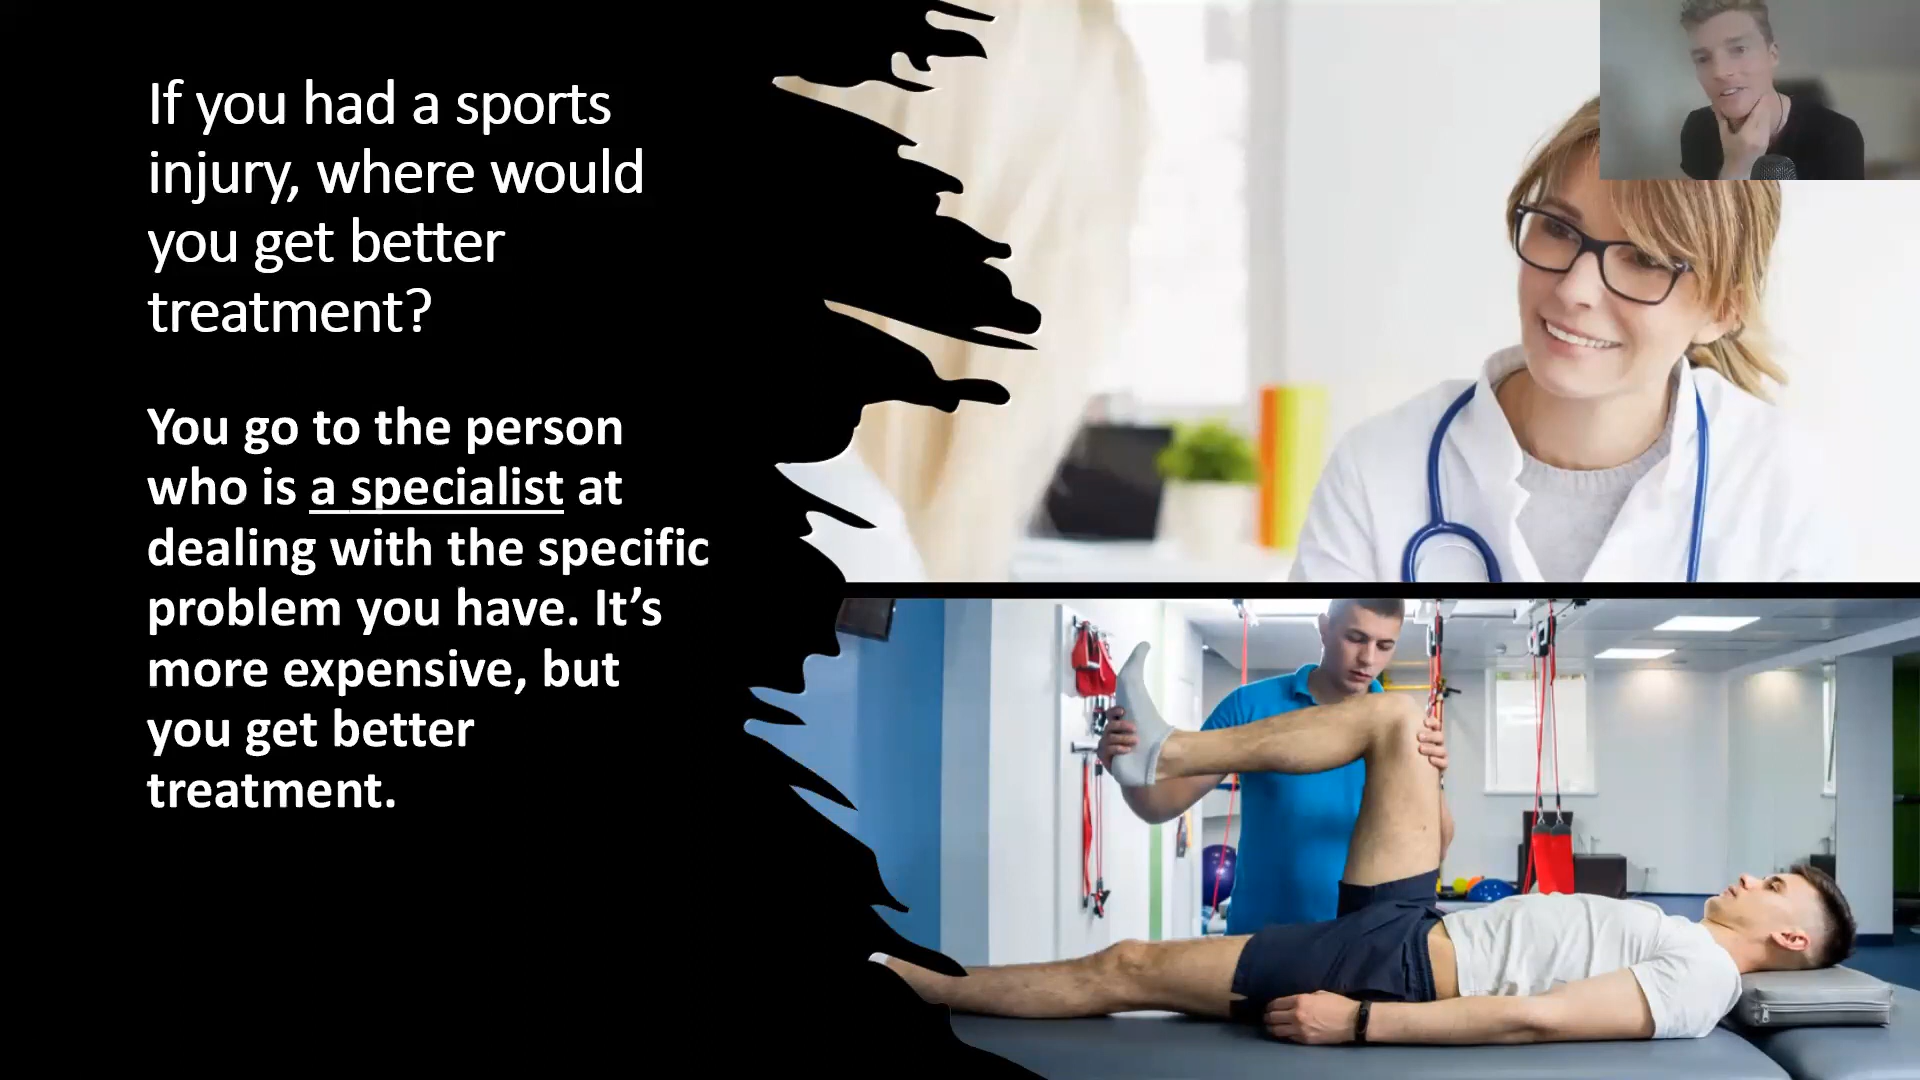 If you had a sports
injury, where would
you get better
treatment?
You go to the person
who is a specialist at
dealing with the specific
problem you have. It’s
more expensive, but
you get better
treatment.